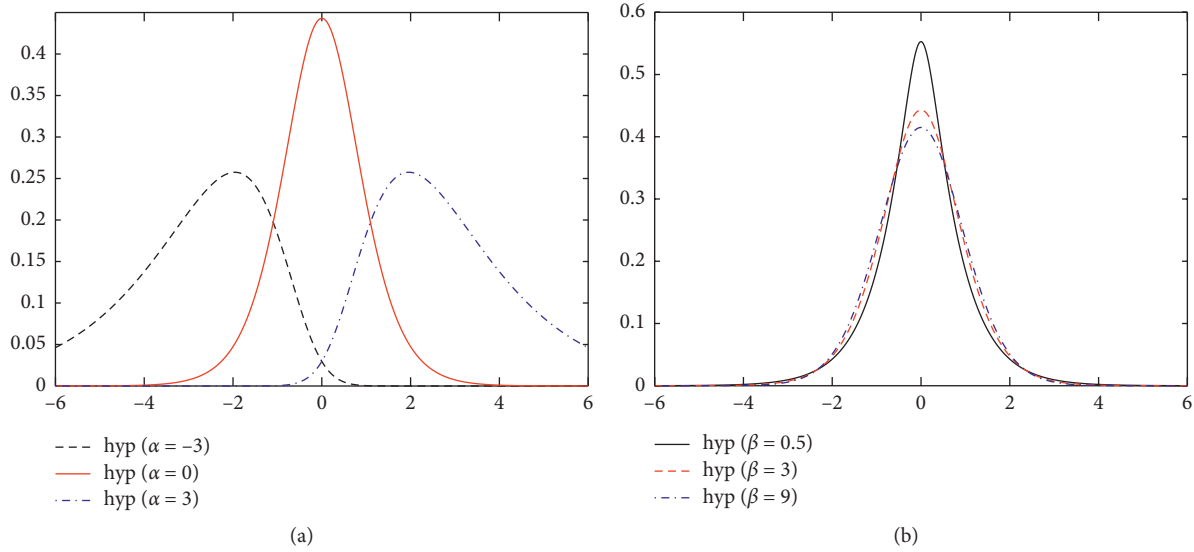 0.4
0.35
0.3
0.25
0.2
0.15
0.1
0.05
0
–6 –4 –2 0 2 4 6
hyp (α = –3)
hyp (α = 0)
hyp (α = 3)
(a)
0.6
0.5
0.4
0.3
0.2
0.1
0
–6 –4 –2 0 2 4 6
hyp (β = 0.5)
hyp (β = 3)
hyp (β = 9)
(b)